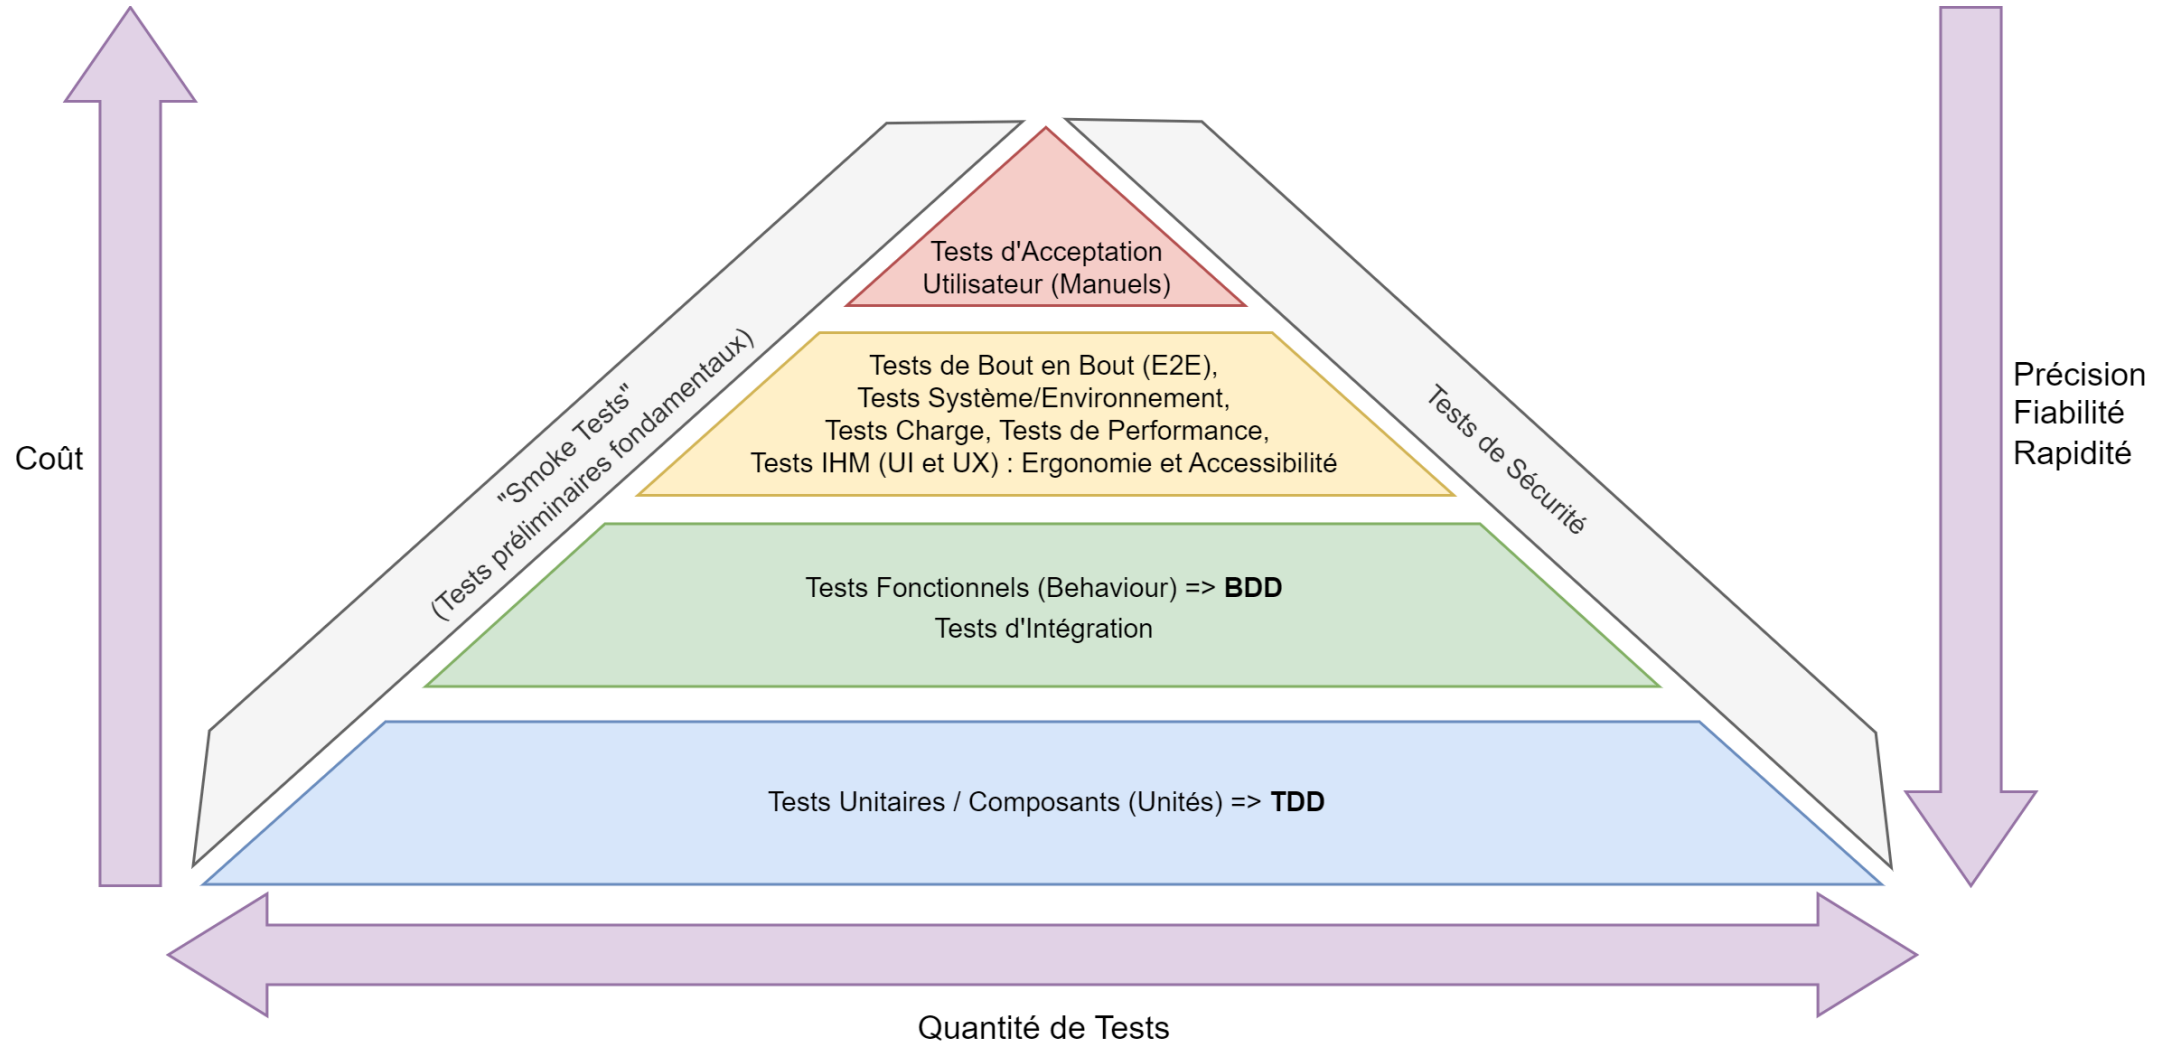 Tests d'Acceptation
Utilisateur (Manuels)
Tests de Bout en Bout (E2E),
Tests Système/Environnement,
Tests Charge, Tests de Performance,
Tests IHM (UI et UX) : Ergonomie et Accessibilité
Tests Fonctionnels (Behaviour) => BDD
Tests d'Intégration
Tests Unitaires / Composants (Unités) => TDD
"Smoke Tests"
(Tests préliminaires fondamentaux)
Tests de Sécurité
Coût
Précision
Fiabilité
Rapidité
Quantité de Tests